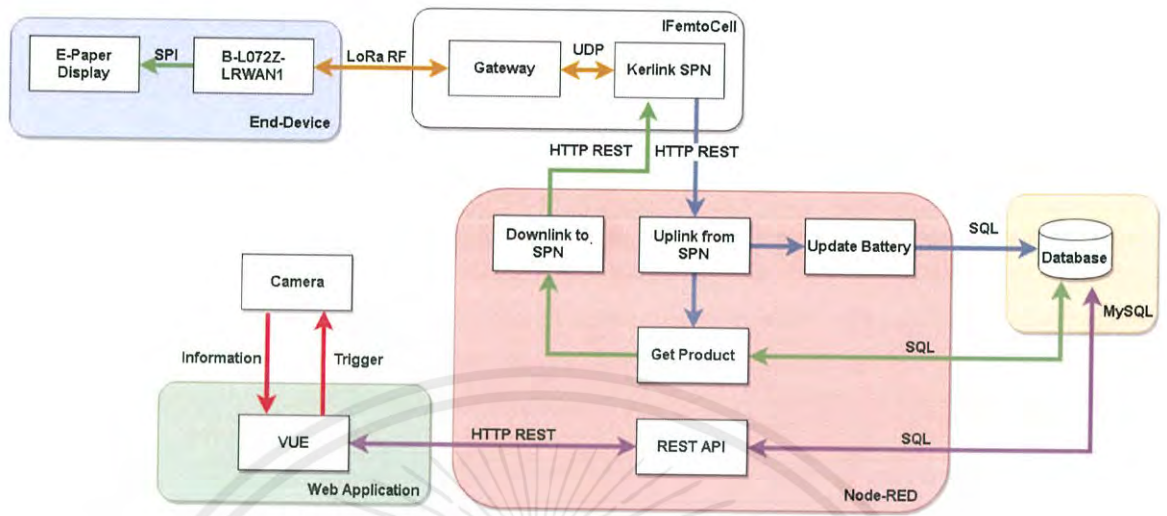 IFemtoCell
E-Paper
Display
SPI
B-L072Z-
LRWAN1
End-Device
LoRa RF
Gateway
UDP
Kerlink SPN
HTTP REST
HTTP REST
Downlink to
SPN
Uplink from
SPN
Update Battery
SQL
Database
MySQL
Camera
Information
Trigger
Get Product
SQL
VUE
Web Application
HTTP REST
REST API
SQL
Node-RED